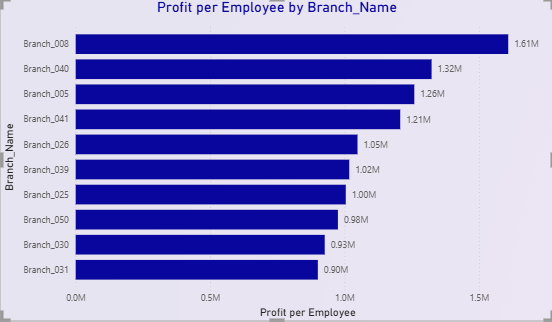 Profit per Employee by Branch_Name
Branch_Name
Branch_008 1.61M
Branch_040 1.32M
Branch_005 1.26M
Branch_041 1.21M
Branch_026 1.05M
Branch_039 1.02M
Branch_025 1.00M
Branch_050 0.98M
Branch_030 0.93M
Branch_031 0.90M
0.0M 0.5M 1.0M 1.5M
Profit per Employee